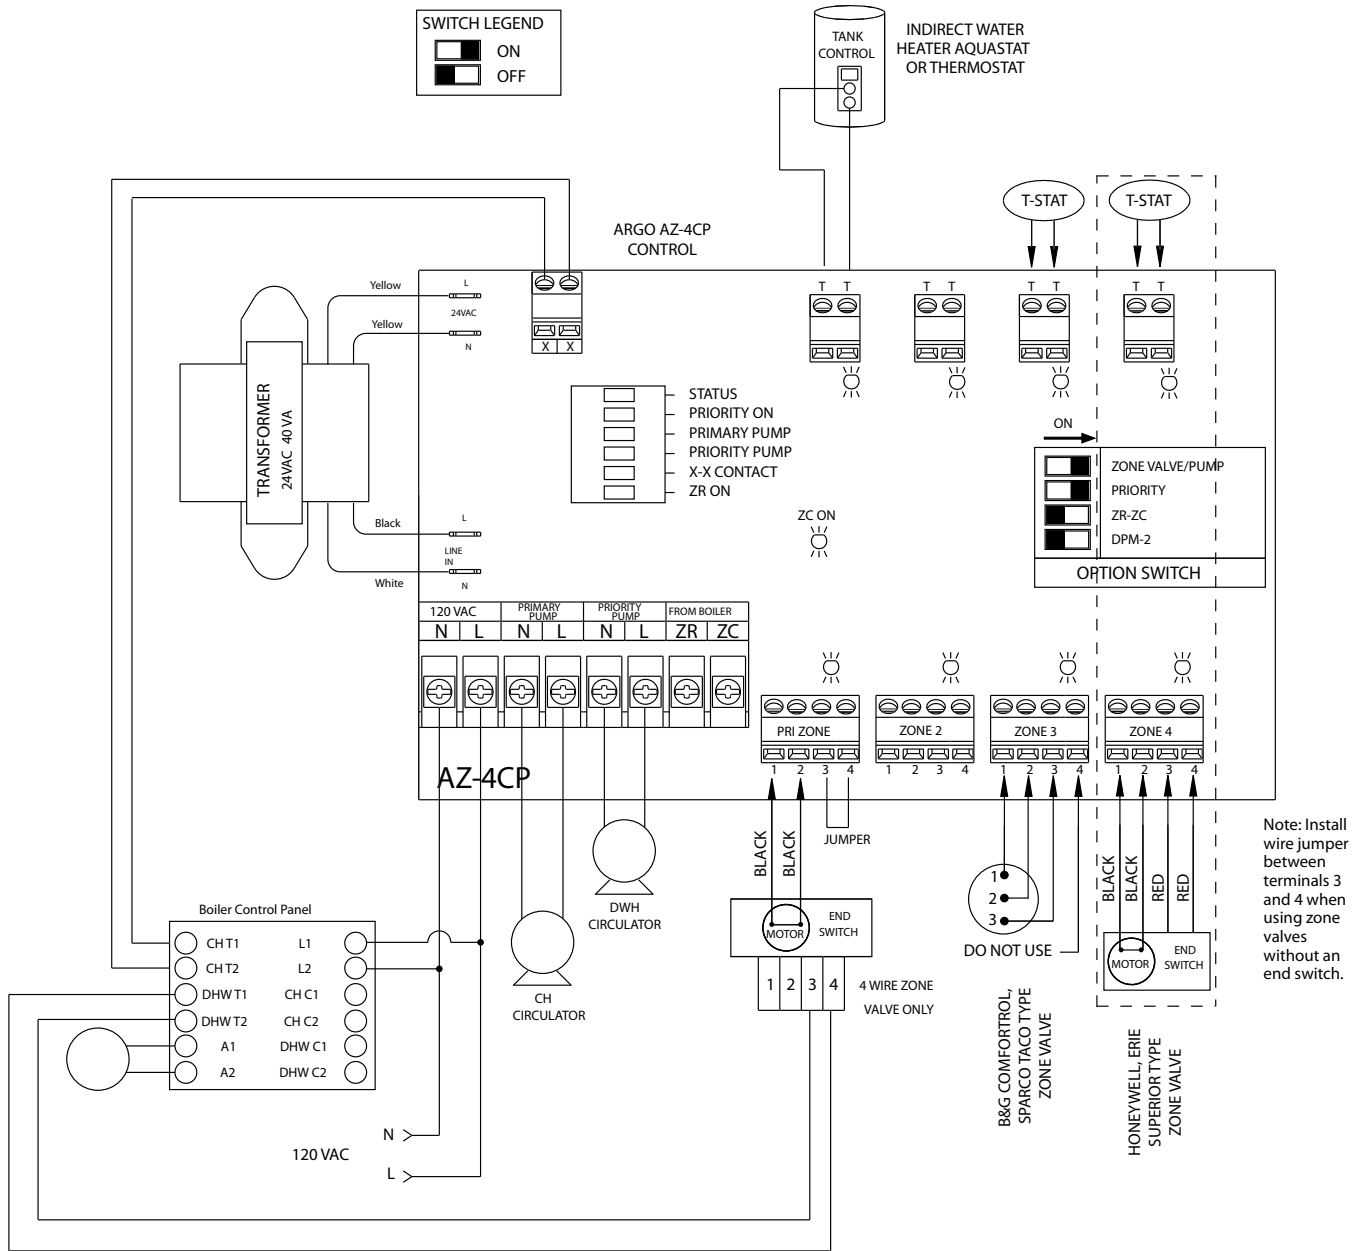 SWITCH LEGEND
ON
OFF
TANK
CONTROL
INDIRECT WATER
HEATER AQUASTAT
OR THERMOSTAT
ARGO AZ-4CP
CONTROL
T-STAT
T-STAT
Yellow
L
24VAC
Yellow
N
X X
T T
T T
T T
T T
TRANSFORMER
24VAC 40 VA
STATUS
PRIORITY ON
PRIMARY PUMP
PRIORITY PUMP
X-X CONTACT
ZR ON
ON
ZONE VALVE/PUMP
PRIORITY
ZR-ZC
DPM-2
OPTION SWITCH
ZC ON
Black
L
LINE
IN
White
N
120 VAC
PRIMARY
PUMP
PRIORITY
PUMP
FROM BOILER
N L N L N L ZR ZC
PRI ZONE
1 2 3 4
ZONE 2
1 2 3 4
ZONE 3
1 2 3 4
ZONE 4
1 2 3 4
AZ-4CP
JUMPER
BLACK
BLACK
DWH
CIRCULATOR
CH
CIRCULATOR
MOTOR
END
SWITCH
1 2 3 4
4 WIRE ZONE
VALVE ONLY
1
2
3
DO NOT USE
B&G COMFORTROL,
SPARCO TACO TYPE
ZONE VALVE
BLACK
BLACK
RED
RED
MOTOR
END
SWITCH
HONEYWELL, ERIE
SUPERIOR TYPE
ZONE VALVE
Note: Install
wire jumper
between
terminals 3
and 4 when
using zone
valves
without an
end switch.
Boiler Control Panel
CH T1 L1
CH T2 L2
DHW T1 CH C1
DHW T2 CH C2
A1 DHW C1
A2 DHW C2
N
120 VAC
L